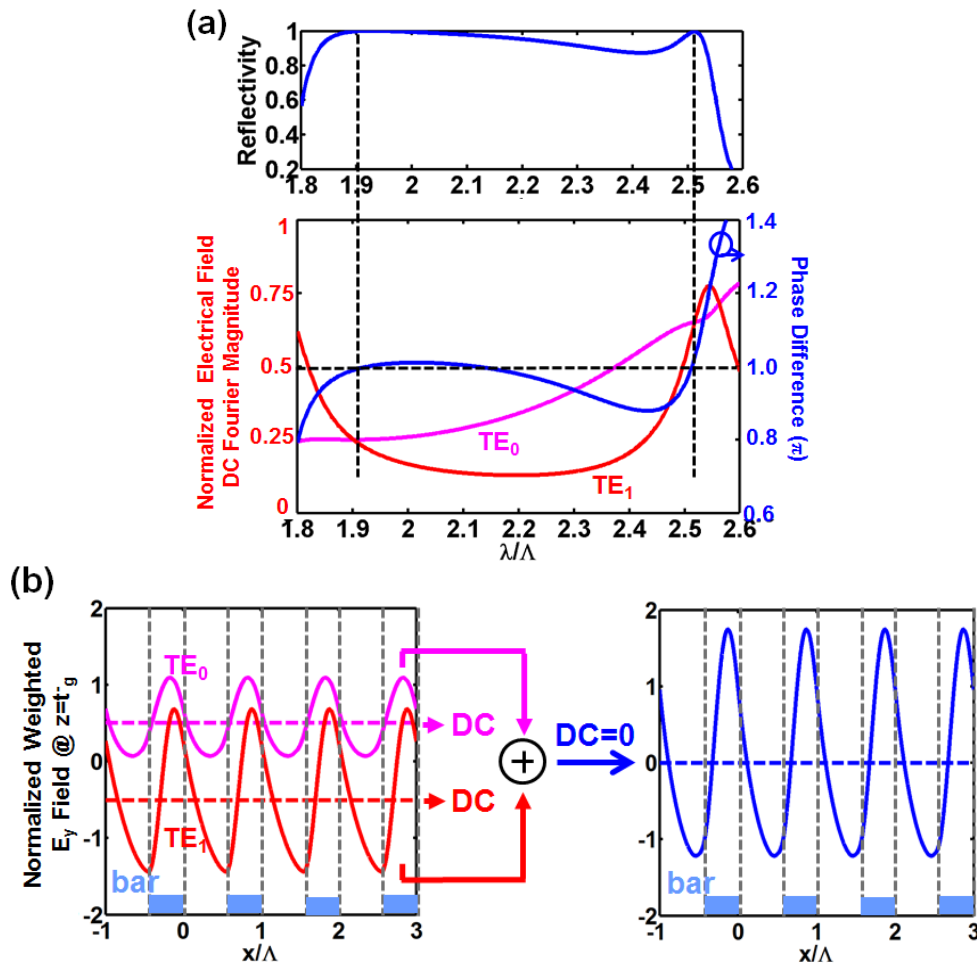 (a)
Reflectivity
1
0.8
0.6
0.4
0.2
1.8 1.9 2 2.1 2.2 2.3 2.4 2.5 2.6
Normalized Electrical Field
DC Fourier Magnitude
1
0.75
0.5
0.25
0
TE0
TE1
1.4
1.2
1.0
0.8
0.6
Phase Difference (π)
1.8 1.9 2 2.1 2.2 2.3 2.4 2.5 2.6
λ/Λ
(b)
Normalized Weighted
Ey Field @ z=t-g
2
1
0
-1
-2
TE0
TE1
bar
-1 0 1 2 3
x/Λ
DC
DC
+
DC=0
2
1
0
-1
-2
bar
-1 0 1 2 3
x/Λ